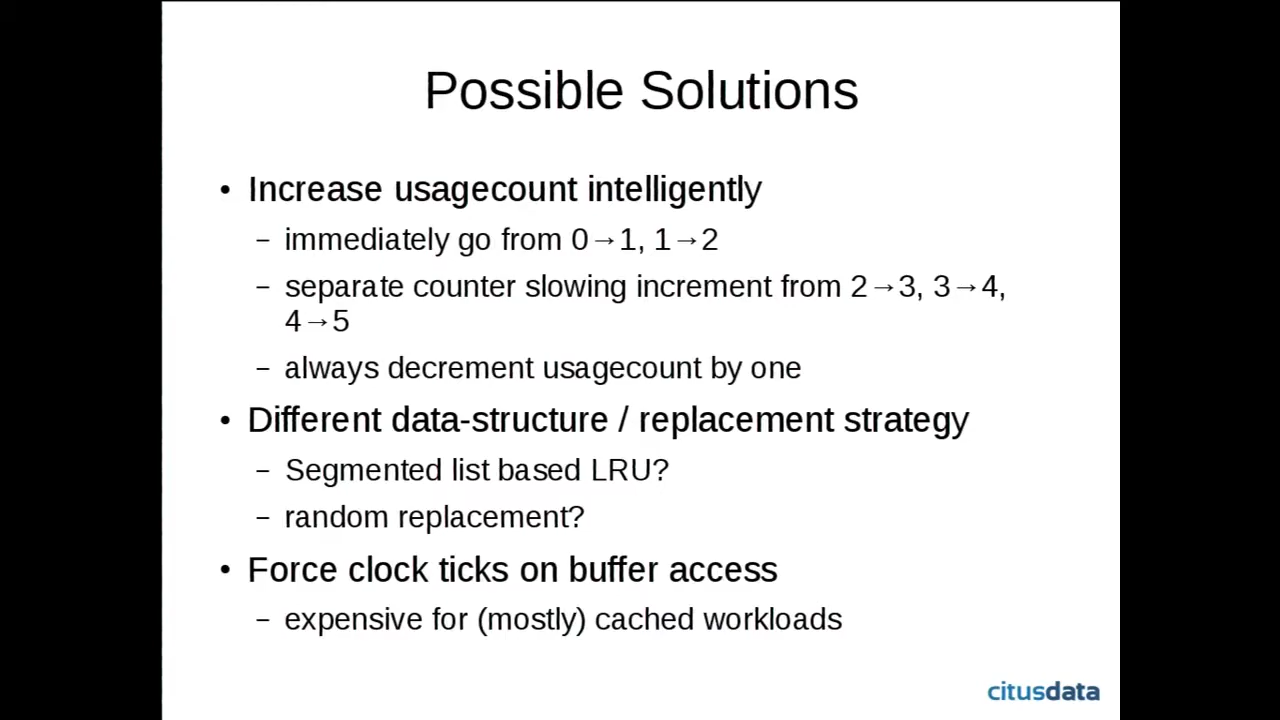 Possible Solutions
• Increase usagecount intelligently
– immediately go from 0→1, 1→2
– separate counter slowing increment from 2→3, 3→4,
4→5
– always decrement usagecount by one
• Different data-structure / replacement strategy
– Segmented list based LRU?
– random replacement?
• Force clock ticks on buffer access
– expensive for (mostly) cached workloads
citusdata